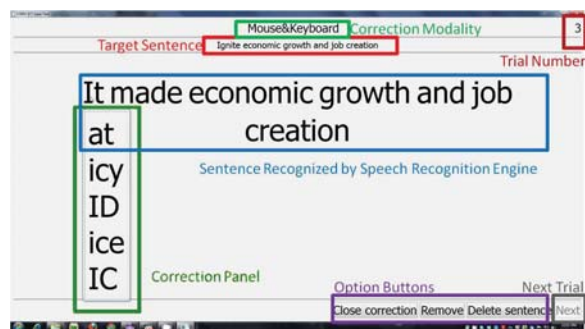 Mouse&Keyboard Correction Modality 3
Target Sentence Ignite economic growth and job creation
Trial Number
It made economic growth and job
creation
at
icy
ID
ice
IC
Sentence Recognized by Speech Recognition Engine
Correction Panel
Option Buttons Next Trial
Close correction Remove Delete sentence Next